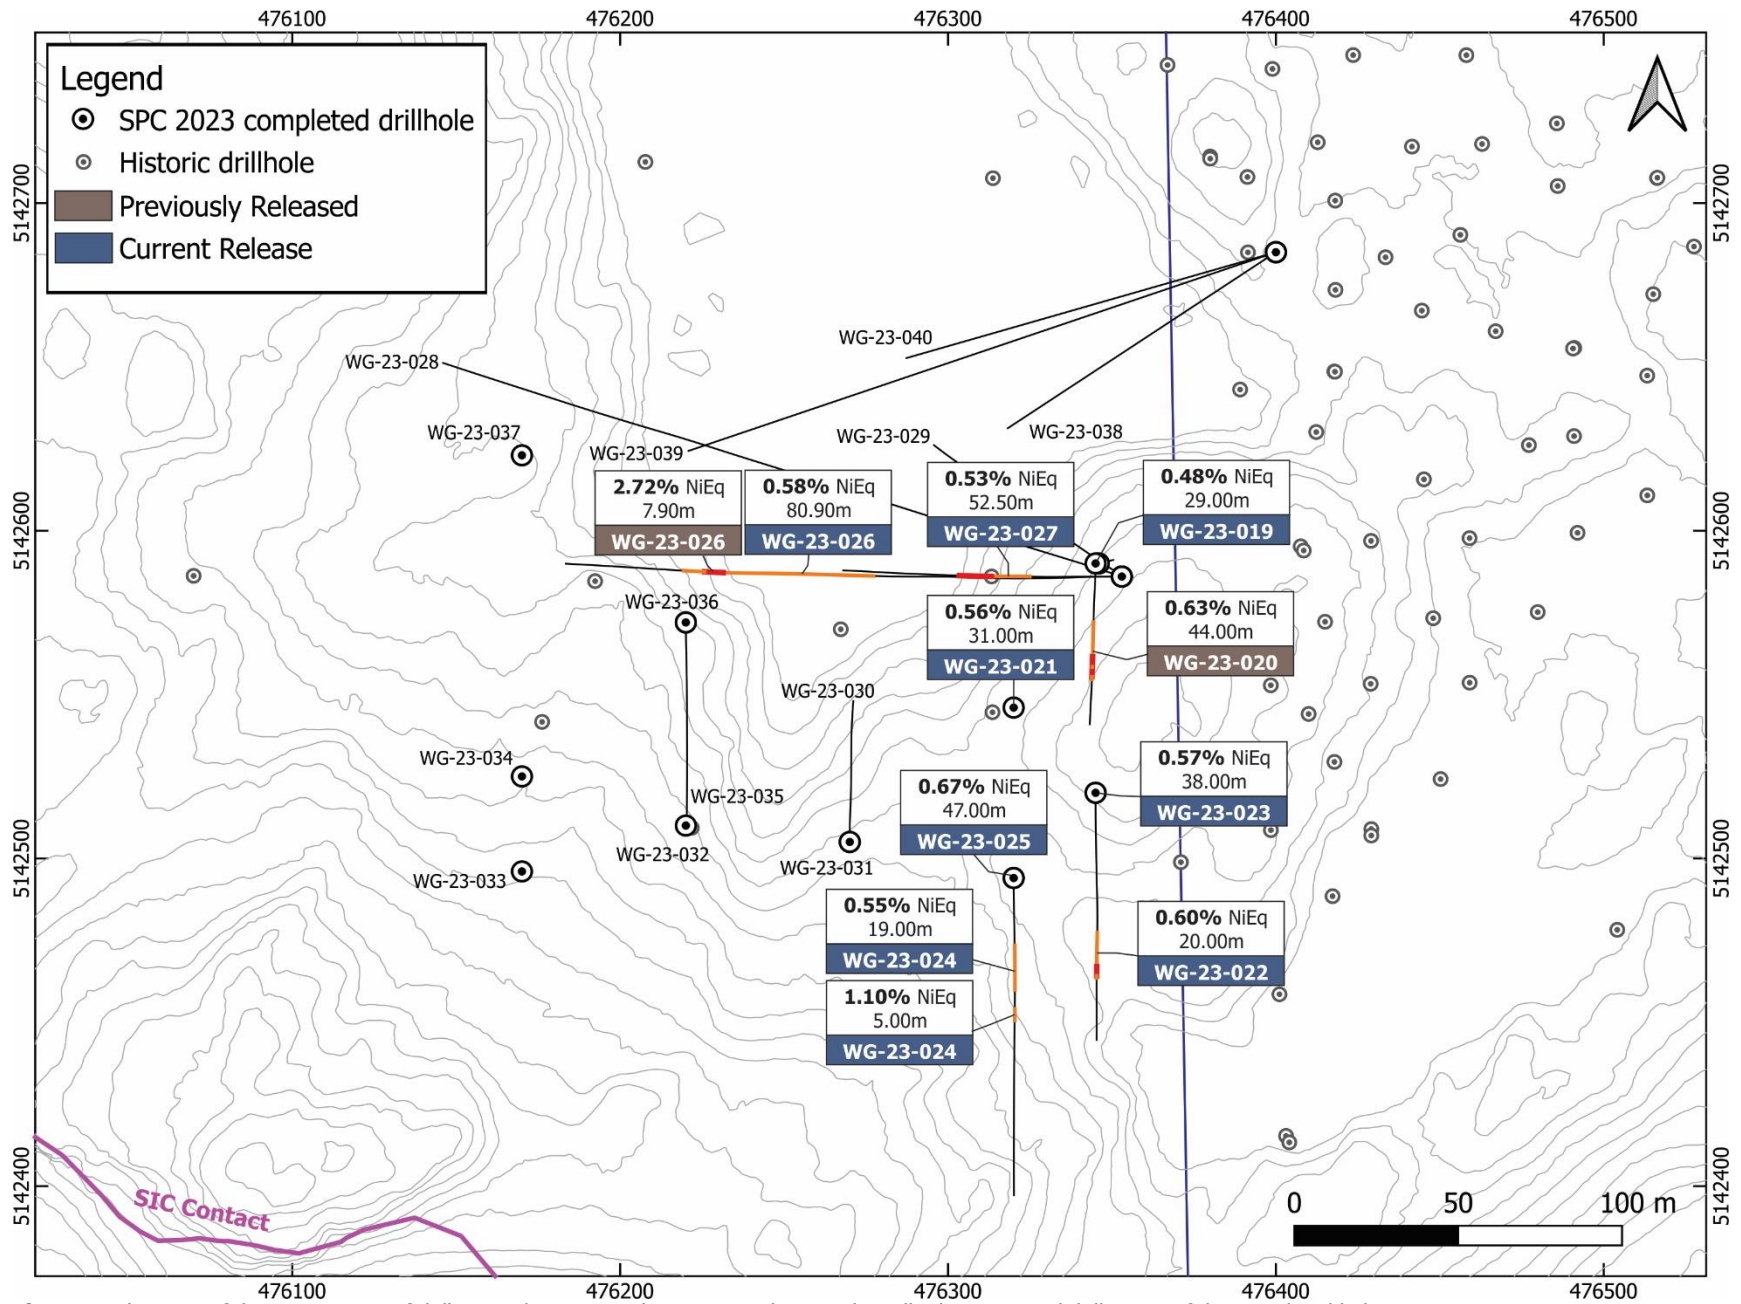 476100 476200 476300 476400 476500
Legend
SPC 2023 completed drillhole
Historic drillhole
Previously Released
Current Release
5142700
5142700
WG-23-040
WG-23-028
WG-23-037
WG-23-039
WG-23-029
WG-23-038
2.72% NiEq
7.90m
WG-23-026
0.58% NiEq
80.90m
WG-23-026
0.53% NiEq
52.50m
WG-23-027
0.48% NiEq
29.00m
WG-23-019
5142600
5142600
WG-23-036
0.56% NiEq
31.00m
WG-23-021
0.63% NiEq
44.00m
WG-23-020
WG-23-030
WG-23-034
WG-23-035
0.67% NiEq
47.00m
WG-23-025
0.57% NiEq
38.00m
WG-23-023
5142500
5142500
WG-23-032
WG-23-031
WG-23-033
0.55% NiEq
19.00m
WG-23-024
0.60% NiEq
20.00m
WG-23-022
1.10% NiEq
5.00m
WG-23-024
5142400
5142400
SIC Contact
0 50 100 m
476100 476200 476300 476400 476500